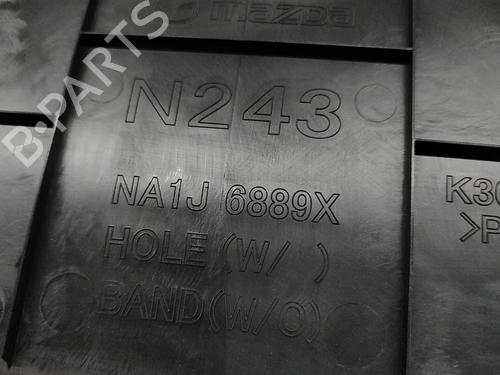 mazda
B-PARTS
N243
NA1J 6889X
K30
HOLE (W/ )
>P
BAND(W/O)